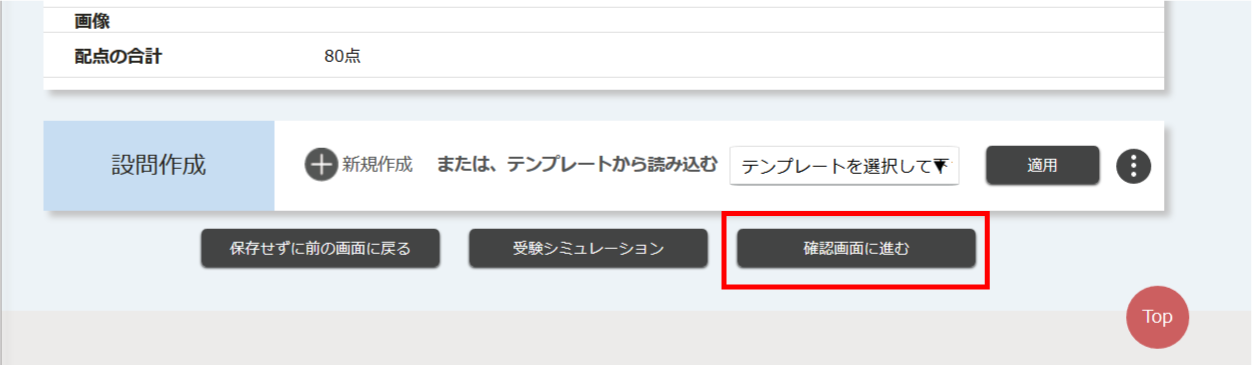 画像
配点の合計 80点
設問作成 新規作成 または、テンプレートから読み込む テンプレートを選択して 適用
保存せずに前の画面に戻る 受験シミュレーション 確認画面に進む
Top